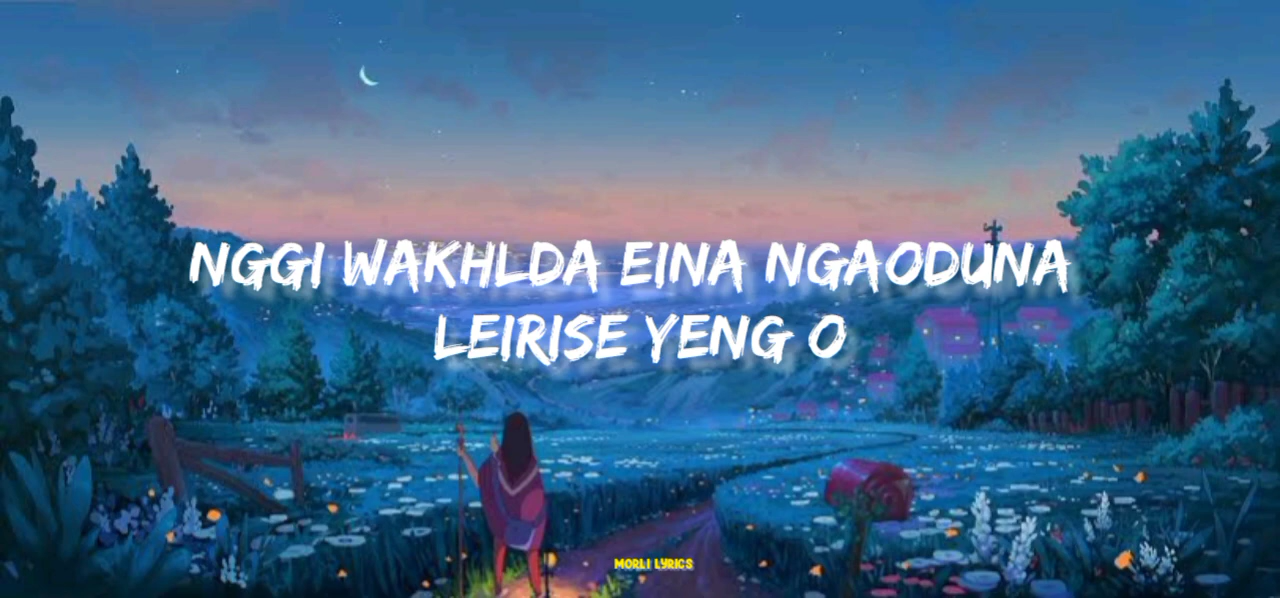 NGGI WAKHLDA EINA NGAODUNA
LEIRISE YENG O
MORLI LYRICS